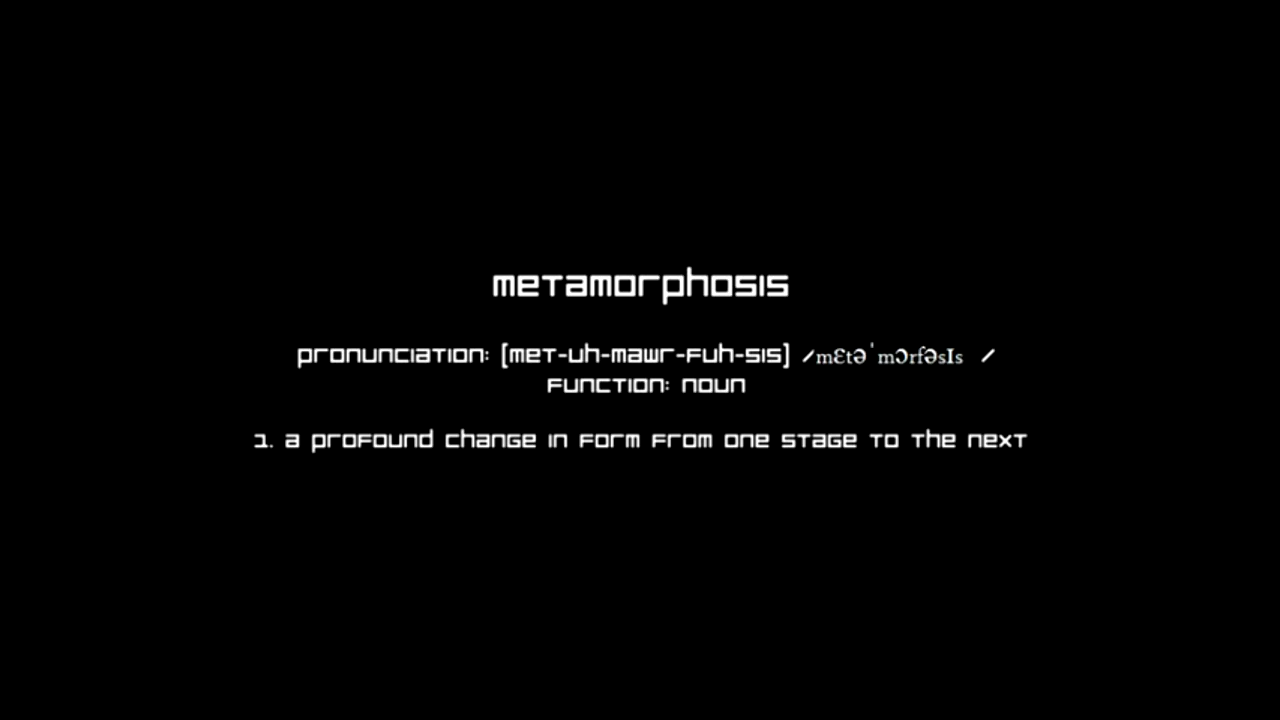 metamorphosis
pronunciation: [met-uh-mawr-fuh-sis] /mƐtəˈmɔrfəsɪs /
function: noun
1. a profound change in form from one stage to the next